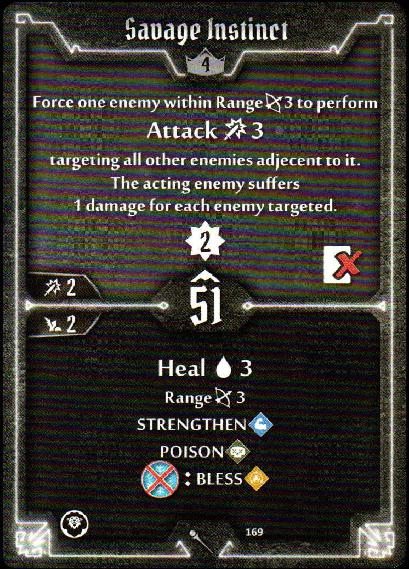 Savage Instinct
4
Force one enemy within Range 3 to perform
Attack 3
targeting all other enemies adjecent to it.
The acting enemy suffers
1 damage for each enemy targeted.
2
2
51
2
Heal 3
Range 3
STRENGTHEN
POISON
: BLESS
169